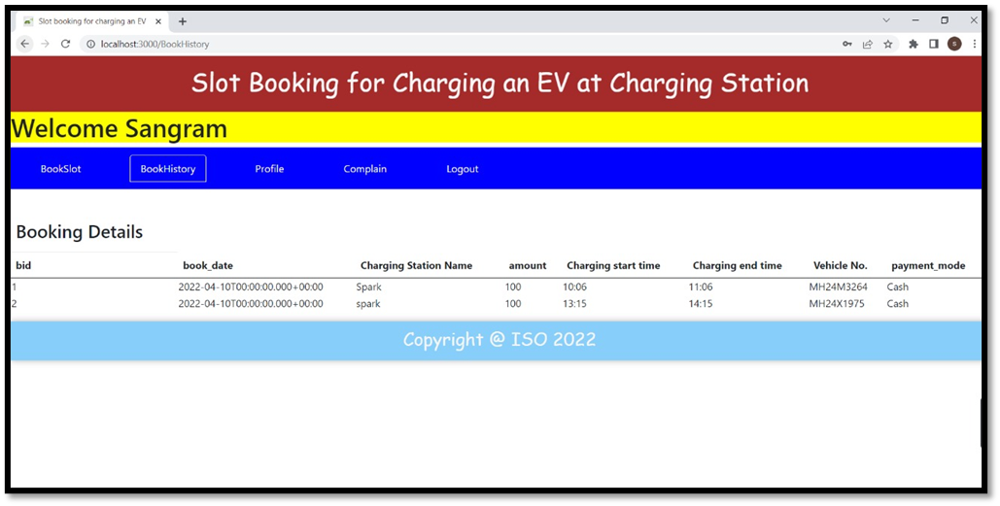 Slot booking for charging an EV
localhost:3000/BookHistory
S
Slot Booking for Charging an EV at Charging Station
Welcome Sangram
BookSlot BookHistory Profile Complain Logout
Booking Details
bid book_date Charging Station Name amount Charging start time Charging end time Vehicle No. payment_mode
1 2022-04-10T00:00:00.000+00:00 Spark 100 10:06 11:06 MH24M3264 Cash
2 2022-04-10T00:00:00.000+00:00 spark 100 13:15 14:15 MH24X1975 Cash
Copyright @ ISO 2022